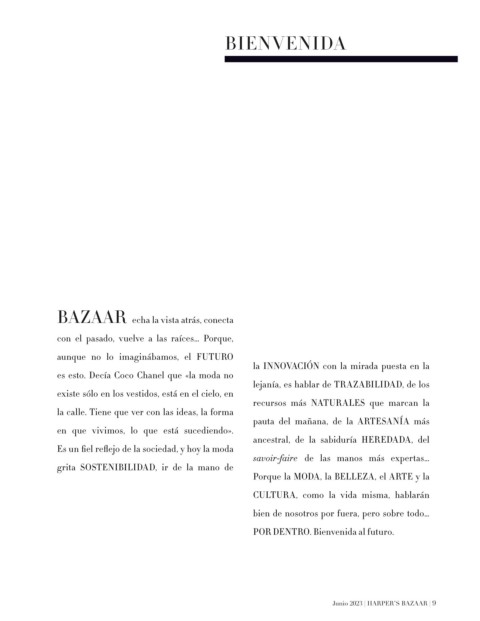 BIENVENIDA
BAZAAR echa la vista atrás, conecta
con el pasado, vuelve a las raíces... Porque,
aunque no lo imaginábamos, el FUTURO
es esto. Decía Coco Chanel que «la moda no
existe sólo en los vestidos, está en el cielo, en
la calle. Tiene que ver con las ideas, la forma
en que vivimos, lo que está sucediendo».
Es un fiel reflejo de la sociedad, y hoy la moda
grita SOSTENIBILIDAD, ir de la mano de
la INNOVACIÓN con la mirada puesta en la
lejanía, es hablar de TRAZABILIDAD, de los
recursos más NATURALES que marcan la
pauta del mañana, de la ARTESANÍA más
ancestral, de la sabiduría HEREDADA, del
savoir-faire de las manos más expertas...
Porque la MODA, la BELLEZA, el ARTE y la
CULTURA, como la vida misma, hablarán
bien de nosotros por fuera, pero sobre todo...
POR DENTRO. Bienvenida al futuro.
Junio 2023 | HARPER'S BAZAAR | 9